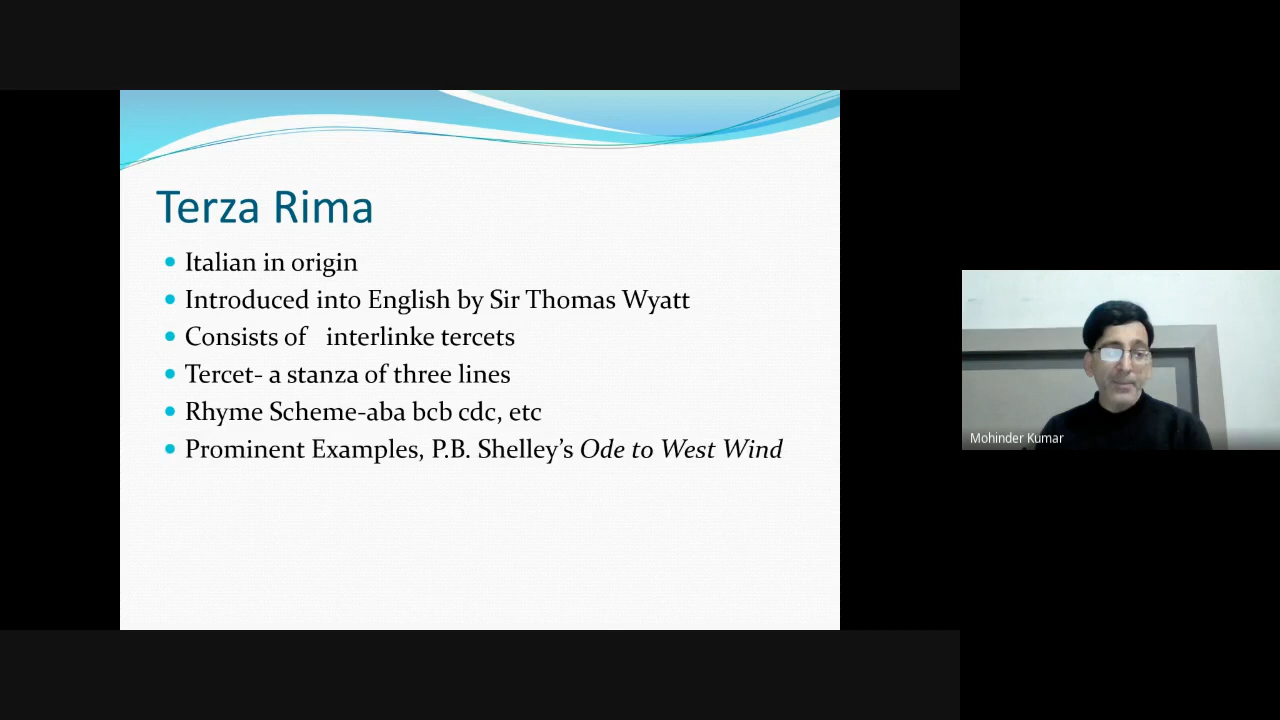 Terza Rima
Italian in origin
Introduced into English by Sir Thomas Wyatt
Consists of interlinke tercets
Tercet- a stanza of three lines
Rhyme Scheme-aba bcb cdc, etc
Prominent Examples, P.B. Shelley’s Ode to West Wind
Mohinder Kumar